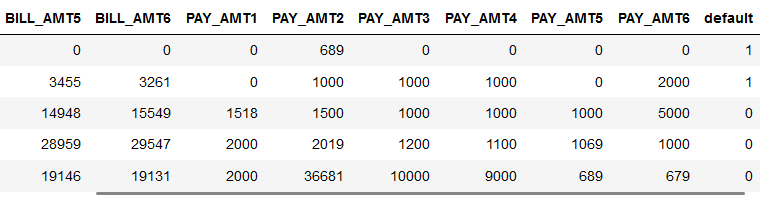 BILL_AMT5 BILL_AMT6 PAY_AMT1 PAY_AMT2 PAY_AMT3 PAY_AMT4 PAY_AMT5 PAY_AMT6 default
0 0 0 689 0 0 0 0 1
3455 3261 0 1000 1000 1000 0 2000 1
14948 15549 1518 1500 1000 1000 1000 5000 0
28959 29547 2000 2019 1200 1100 1069 1000 0
19146 19131 2000 36681 10000 9000 689 679 0